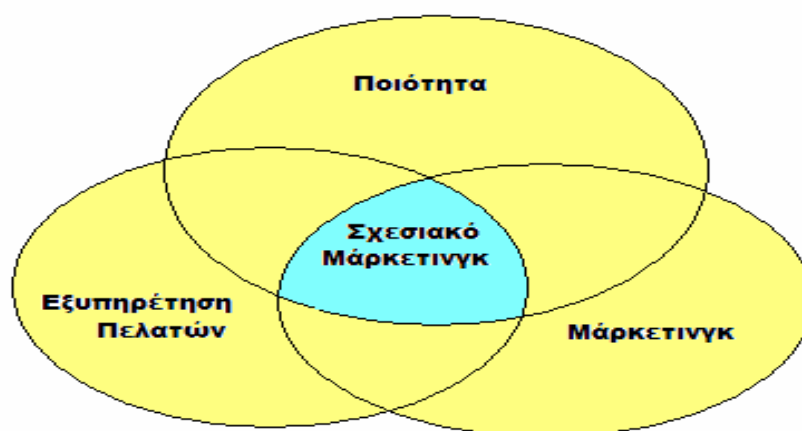 Ποιότητα
Σχεσιακό
Μάρκετινγκ
Εξυπηρέτηση
Πελατών
Μάρκετινγκ